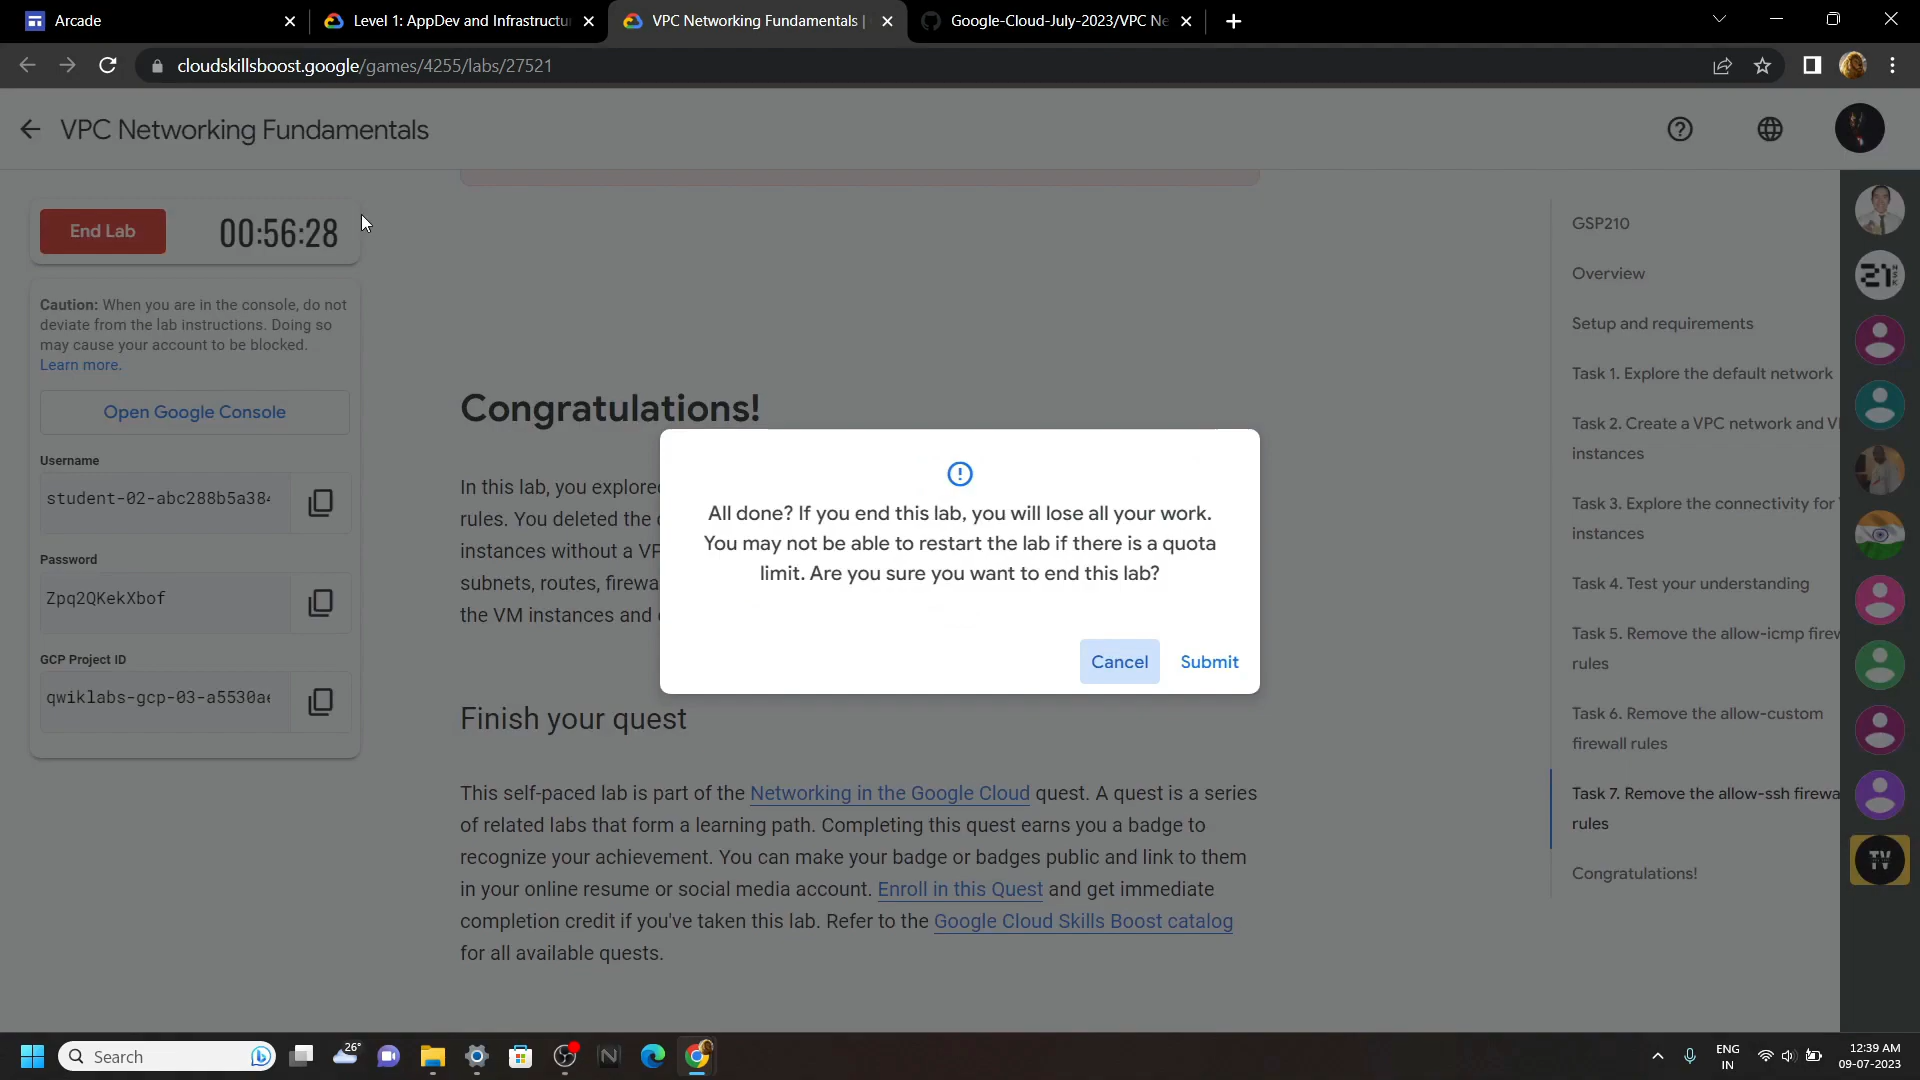 Arcade
Level 1: AppDev and Infrastructu
VPC Networking Fundamentals |
Google-Cloud-July-2023/VPC Ne
cloudskillsboost.google/games/4255/labs/27521
VPC Networking Fundamentals
End Lab
00:56:28
Caution: When you are in the console, do not
deviate from the lab instructions. Doing so
may cause your account to be blocked.
Learn more.
Open Google Console
Username
student-02-abc288b5a384
Password
Zpq2QKekXbof
GCP Project ID
qwiklabs-gcp-03-a5530ae
Congratulations!
In this lab, you explored
rules. You deleted the
instances without a VP
subnets, routes, firewa
the VM instances and
All done? If you end this lab, you will lose all your work.
You may not be able to restart the lab if there is a quota
limit. Are you sure you want to end this lab?
Cancel
Submit
Finish your quest
This self-paced lab is part of the Networking in the Google Cloud quest. A quest is a series
of related labs that form a learning path. Completing this quest earns you a badge to
recognize your achievement. You can make your badge or badges public and link to them
in your online resume or social media account. Enroll in this Quest and get immediate
completion credit if you've taken this lab. Refer to the Google Cloud Skills Boost catalog
for all available quests.
GSP210
Overview
Setup and requirements
Task 1. Explore the default network
Task 2. Create a VPC network and VM
instances
Task 3. Explore the connectivity for
instances
Task 4. Test your understanding
Task 5. Remove the allow-icmp firew
rules
Task 6. Remove the allow-custom
firewall rules
Task 7. Remove the allow-ssh firewa
rules
Congratulations!
21
TV
Search
26°
ENG
IN
12:39 AM
09-07-2023